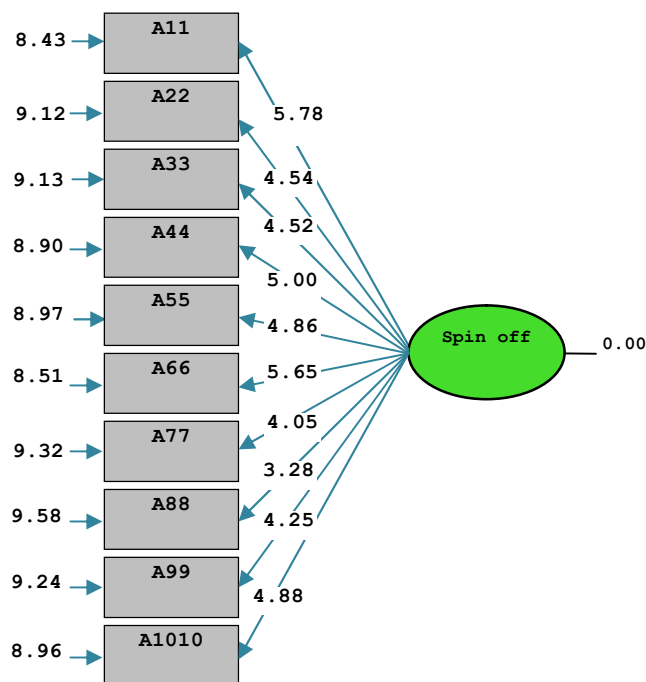 8.43 A11
9.12 A22 5.78
9.13 A33 4.54
8.90 A44 4.52
8.97 A55 5.00
4.86 Spin off 0.00
8.51 A66 5.65
9.32 A77 4.05
9.58 A88 3.28
9.24 A99 4.25
8.96 A1010 4.88